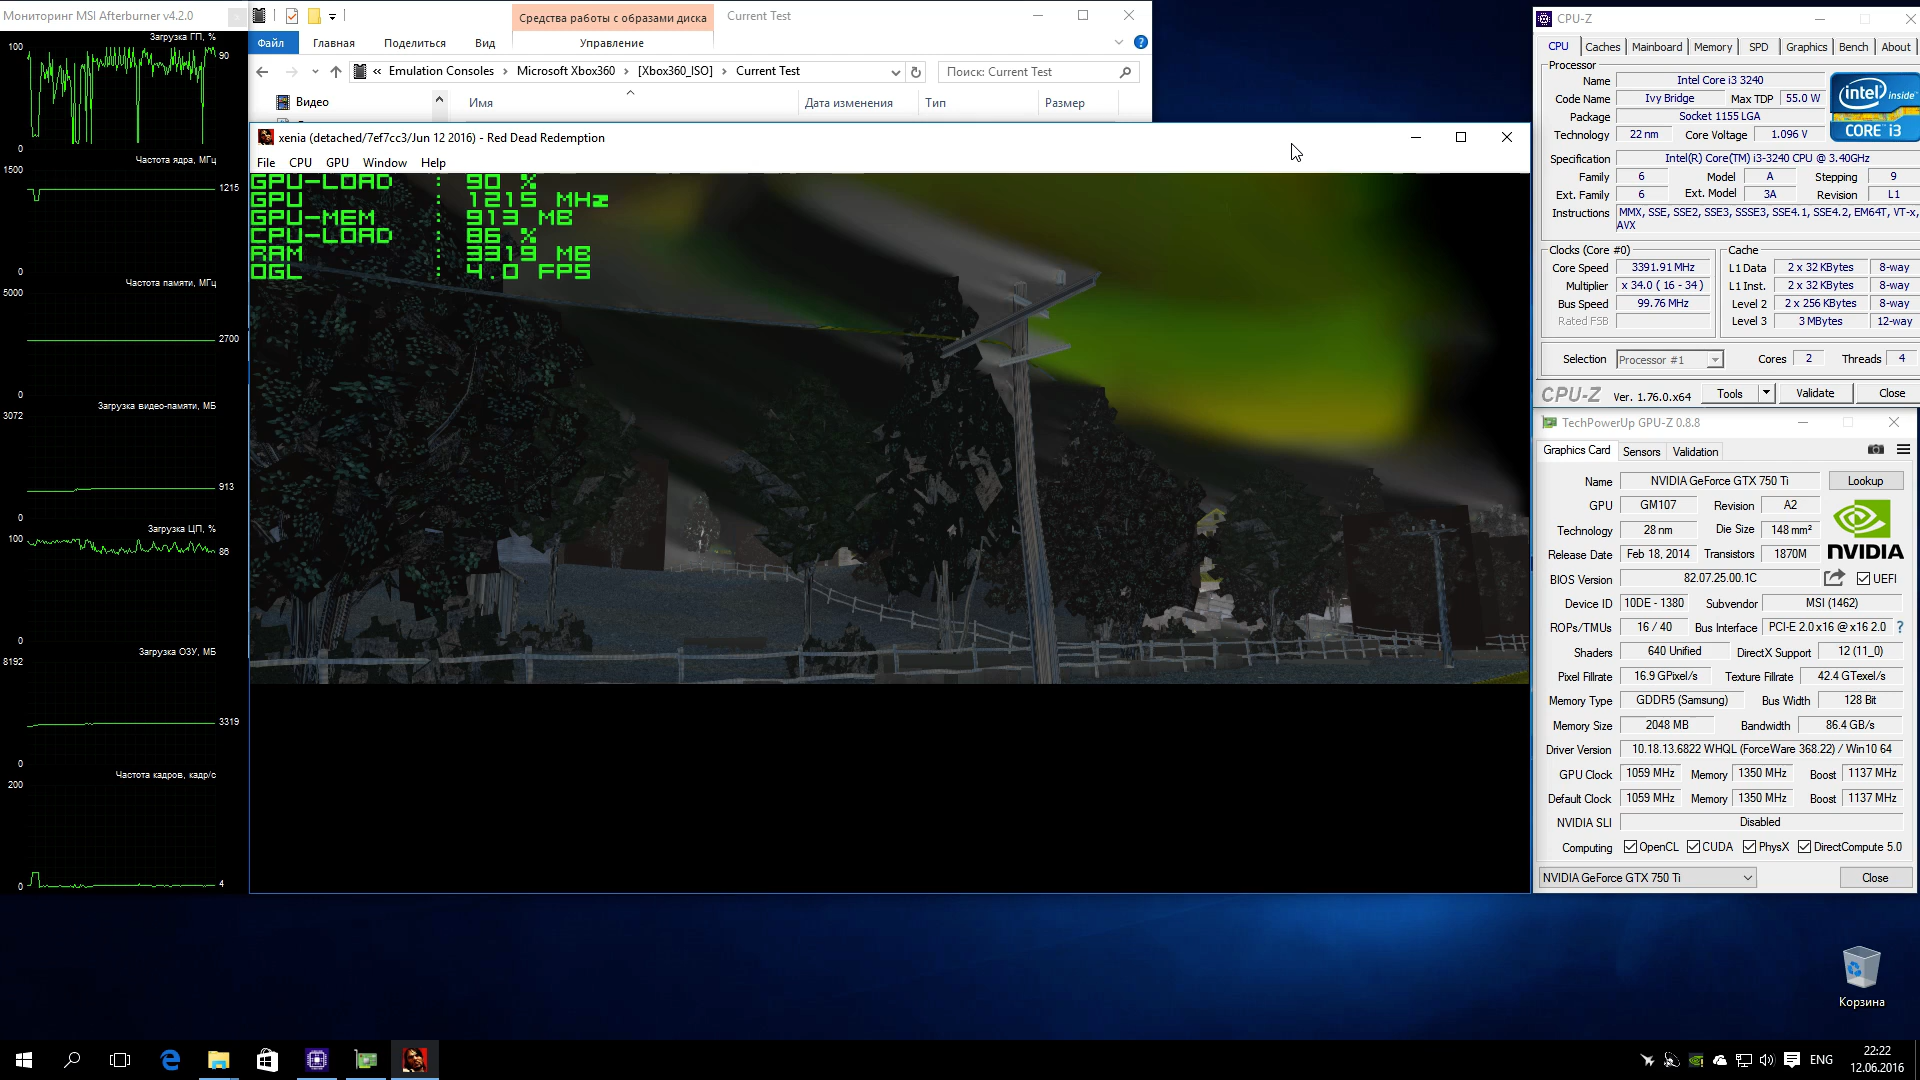 Мониторинг MSI Afterburner v4.2.0
Загрузка ГП, %
100
90
0
Частота ядра, МГц
1500
1215
0
Частота памяти, МГц
5000
2700
0
Загрузка видео-памяти, МБ
3072
913
0
Загрузка ЦП, %
100
86
0
Загрузка ОЗУ, МБ
8192
3319
0
Частота кадров, кадр/с
200
4
0
Средства работы с образами диска
Current Test
Файл Главная Поделиться Вид Управление
« Emulation Consoles › Microsoft Xbox360 › [Xbox360_ISO] › Current Test
Поиск: Current Test
Видео
Имя Дата изменения Тип Размер
xenia (detached/7ef7cc3/Jun 12 2016) - Red Dead Redemption
File CPU GPU Window Help
GPU-LOAD : 90 %
GPU : 1215 MHz
GPU-MEM : 913 MB
CPU-LOAD : 86 %
RAM : 3319 MB
OGL : 4.0 FPS
CPU-Z
CPU Caches Mainboard Memory SPD Graphics Bench About
Processor
Name Intel Core i3 3240
Code Name Ivy Bridge Max TDP 55.0 W
Package Socket 1155 LGA
Technology 22 nm Core Voltage 1.096 V
intel inside
CORE i3
Specification Intel(R) Core(TM) i3-3240 CPU @ 3.40GHz
Family 6 Model A Stepping 9
Ext. Family 6 Ext. Model 3A Revision L1
Instructions MMX, SSE, SSE2, SSE3, SSSE3, SSE4.1, SSE4.2, EM64T, VT-x,
AVX
Clocks (Core #0)
Core Speed 3391.91 MHz
Multiplier x 34.0 ( 16 - 34 )
Bus Speed 99.76 MHz
Rated FSB
Cache
L1 Data 2 x 32 KBytes 8-way
L1 Inst. 2 x 32 KBytes 8-way
Level 2 2 x 256 KBytes 8-way
Level 3 3 MBytes 12-way
Selection Processor #1 Cores 2 Threads 4
CPU-Z Ver. 1.76.0.x64 Tools Validate Close
TechPowerUp GPU-Z 0.8.8
Graphics Card Sensors Validation
Name NVIDIA GeForce GTX 750 Ti Lookup
GPU GM107 Revision A2
Technology 28 nm Die Size 148 mm²
Release Date Feb 18, 2014 Transistors 1870M
NVIDIA
BIOS Version 82.07.25.00.1C UEFI
Device ID 10DE - 1380 Subvendor MSI (1462)
ROPs/TMUs 16 / 40 Bus Interface PCI-E 2.0 x16 @ x16 2.0 ?
Shaders 640 Unified DirectX Support 12 (11_0)
Pixel Fillrate 16.9 GPixel/s Texture Fillrate 42.4 GTexel/s
Memory Type GDDR5 (Samsung) Bus Width 128 Bit
Memory Size 2048 MB Bandwidth 86.4 GB/s
Driver Version 10.18.13.6822 WHQL (ForceWare 368.22) / Win10 64
GPU Clock 1059 MHz Memory 1350 MHz Boost 1137 MHz
Default Clock 1059 MHz Memory 1350 MHz Boost 1137 MHz
NVIDIA SLI Disabled
Computing OpenCL CUDA PhysX DirectCompute 5.0
NVIDIA GeForce GTX 750 Ti Close
Корзина
ENG
22:22
12.06.2016